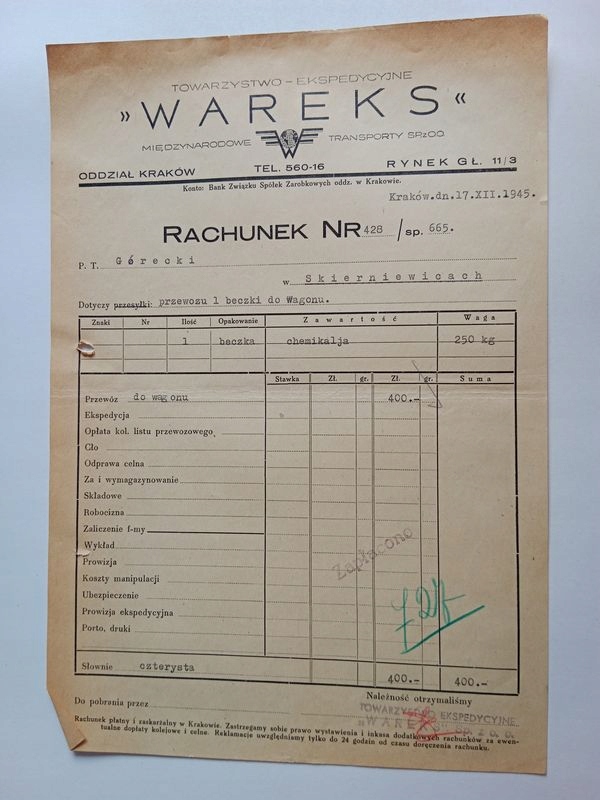 TOWARZYSTWO - EKSPEDYCYJNE
„WAREKS“
MIĘDZYNARODOWE W TRANSPORTY SP. Z O.O.
ODDZIAŁ KRAKÓW TEL. 560-16 RYNEK GŁ. 11/3
Konto: Bank Związku Spółek Zarobkowych oddz. w Krakowie.
Kraków.dn.17.XII.1945.
RACHUNEK NR 428 / sp. 665.
P. T. Górecki
w Skierniewicach
Dotyczy przesyłki: przewozu 1 beczki do Wagonu.
Znaki Nr Ilość Opakowanie Zawartość Waga
1 beczka chemikalja 250 kg
Stawka Zł. gr. Zł. gr. Suma
Przewóz do wagonu 400.-
Ekspedycja
Opłata kol. listu przewozowego
Cło
Odprawa celna
Za i wymagazynowanie
Składowe
Robocizna
Zaliczenie f-my
Wykład
Prowizja
Zapłacono
Koszty manipulacji
Ubezpieczenie
Prowizja ekspedycyjna
Porto, druki
Słownie czterysta 400.- 400.-
Do pobrania przez Należność otrzymaliśmy
TOWARZYSTWO EKSPEDYCYJNE
„WAREKS“ Sp. z o. o.
Rachunek płatny i zaskarżalny w Krakowie. Zastrzegamy sobie prawo wystawienia i inkasa dodatkowych rachunków za ewen-
tualne dopłaty kolejowe i celne. Reklamacje uwzględniamy tylko do 24 godzin od czasu doręczenia rachunku.